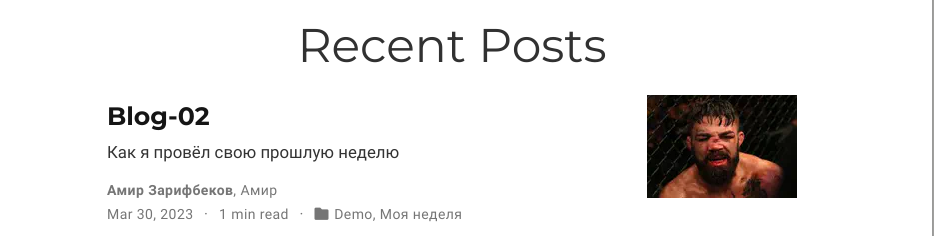 Recent Posts
Blog-02
Как я провёл свою прошлую неделю
Амир Зарифбеков, Амир
Mar 30, 2023 · 1 min read · Demo, Моя неделя